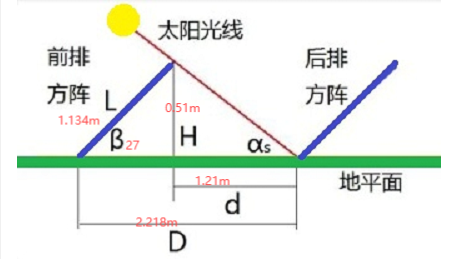 太阳光线
前排
方阵
后排
方阵
L
1.134m
0.51m
β27
H
αs
地平面
1.21m
d
2.218m
D